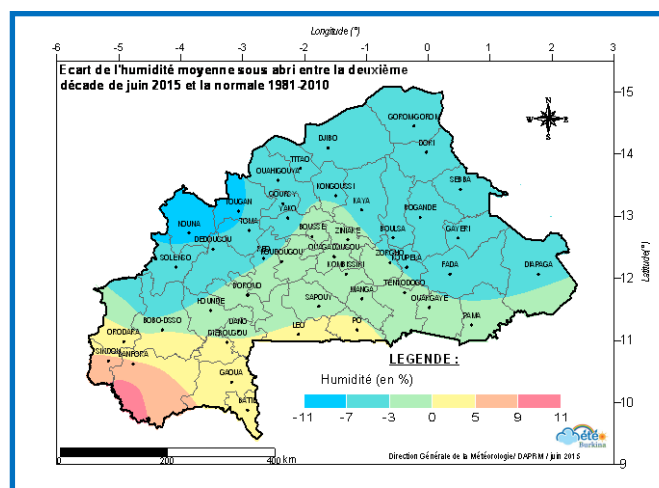 Longitude (°)
-6 -5 -4 -3 -2 -1 0 1 2 3
Ecart de l'humidité moyenne sous abri entre la deuxième
décade de juin 2015 et la normale 1981-2010
15
GOROMGOROM
N
W E
S
DJIBO
DORI
TITAO
14
OUAHIGOUYA
SEBBA
KONGOUSSI
TOUGAN
GOURCY
KAYA
YAKO
BOGANDE
13
NOUNA
TOMA
BOULSA
GAYERI
BOUSSE
ZINIARE
DEDOUGOU
OUAGADOUGOU
ZORGHO
KOUPELA
SOLENZO
KOUDOUGOU
KOMBISSIRI
FADA
DIAPAGA
12
Latitude(°)
TENKODOGO
BOROMO
MANGA
HOUNDE
SAPOUY
OUARGAYE
BOBO-DSSO
DANO
LEO
PO
PAMA
ORODARA
DIEBOUGOU
11
SINDOU
BANFORA
LEGENDE :
GAOUA
Humidité (en %)
BATIE
-11 -7 -3 0 5 9 11
10
météo
Burkina
0 200 400 km
Direction Générale de la Météorologie/ DAPRM / juin 2015
9